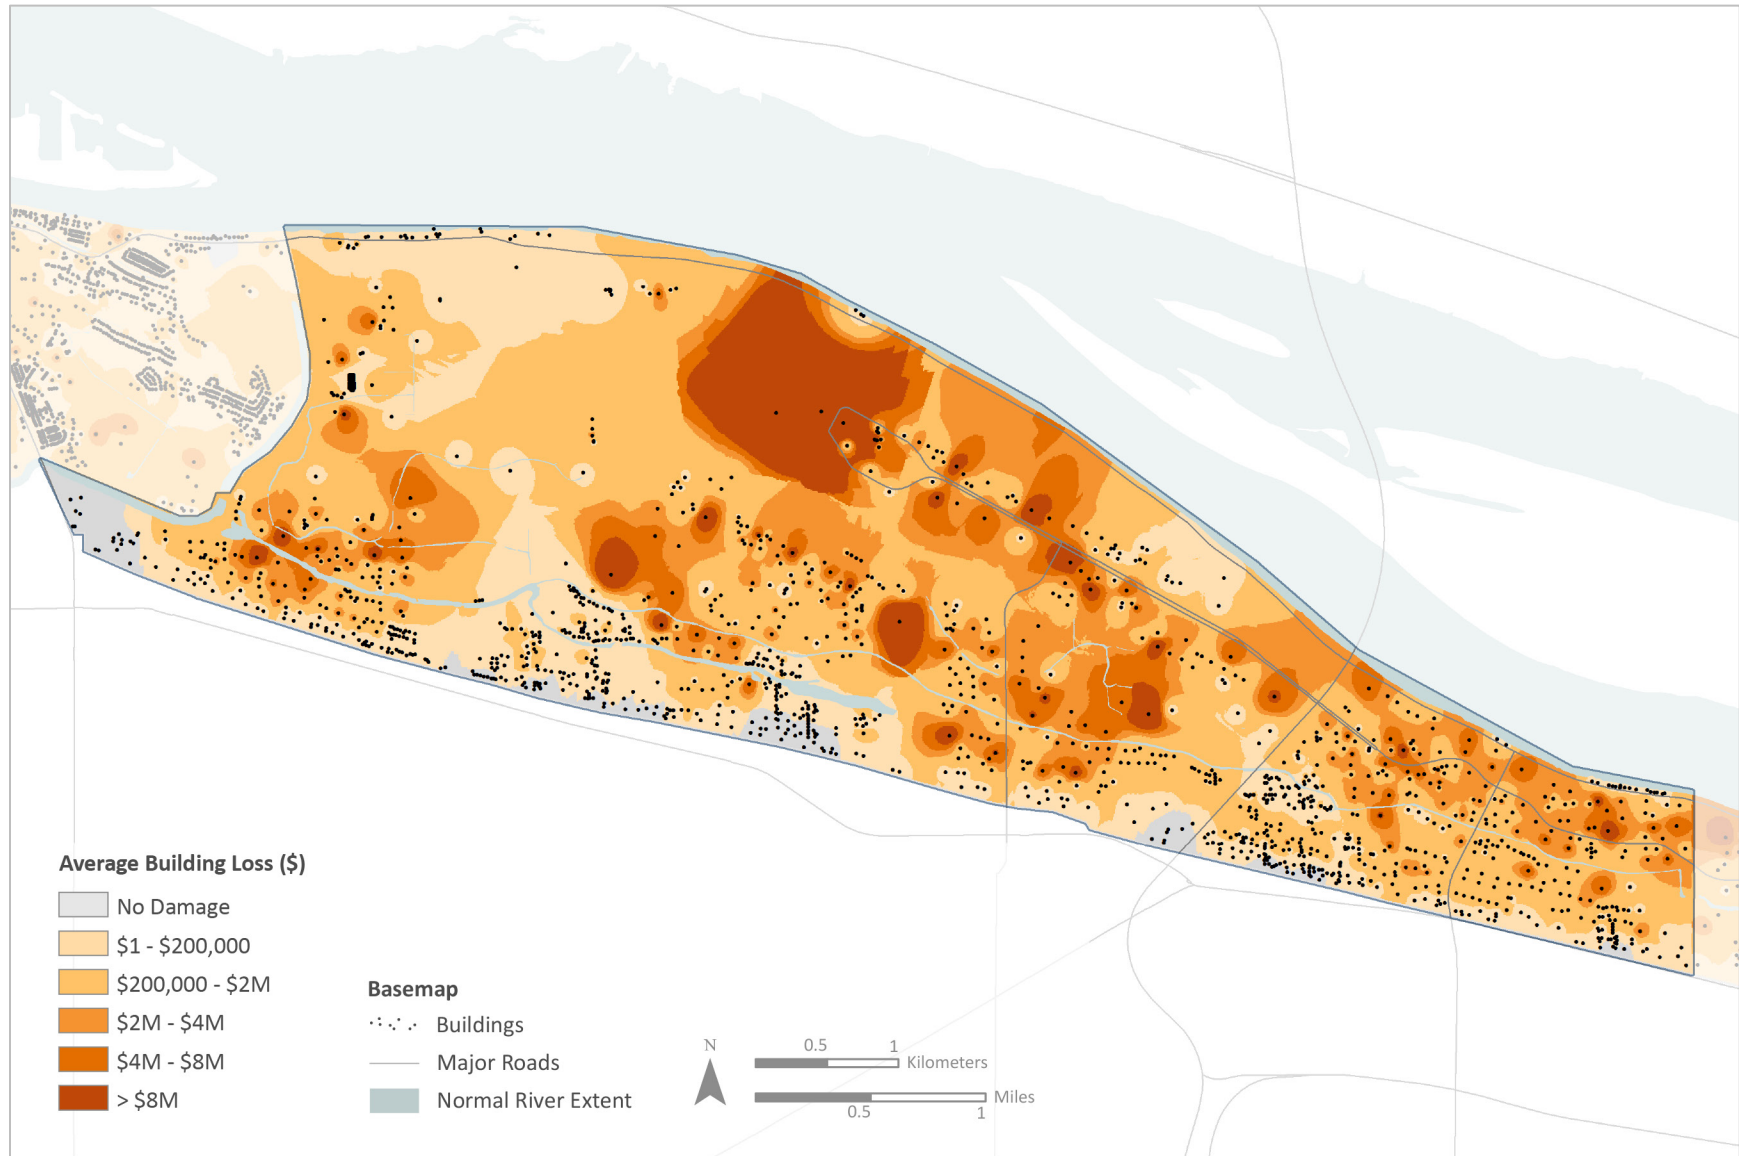 Average Building Loss ($)
No Damage
$1 - $200,000
$200,000 - $2M
$2M - $4M
$4M - $8M
> $8M
Basemap
Buildings
Major Roads
Normal River Extent
N
0.5 1
Kilometers
Miles
0.5 1